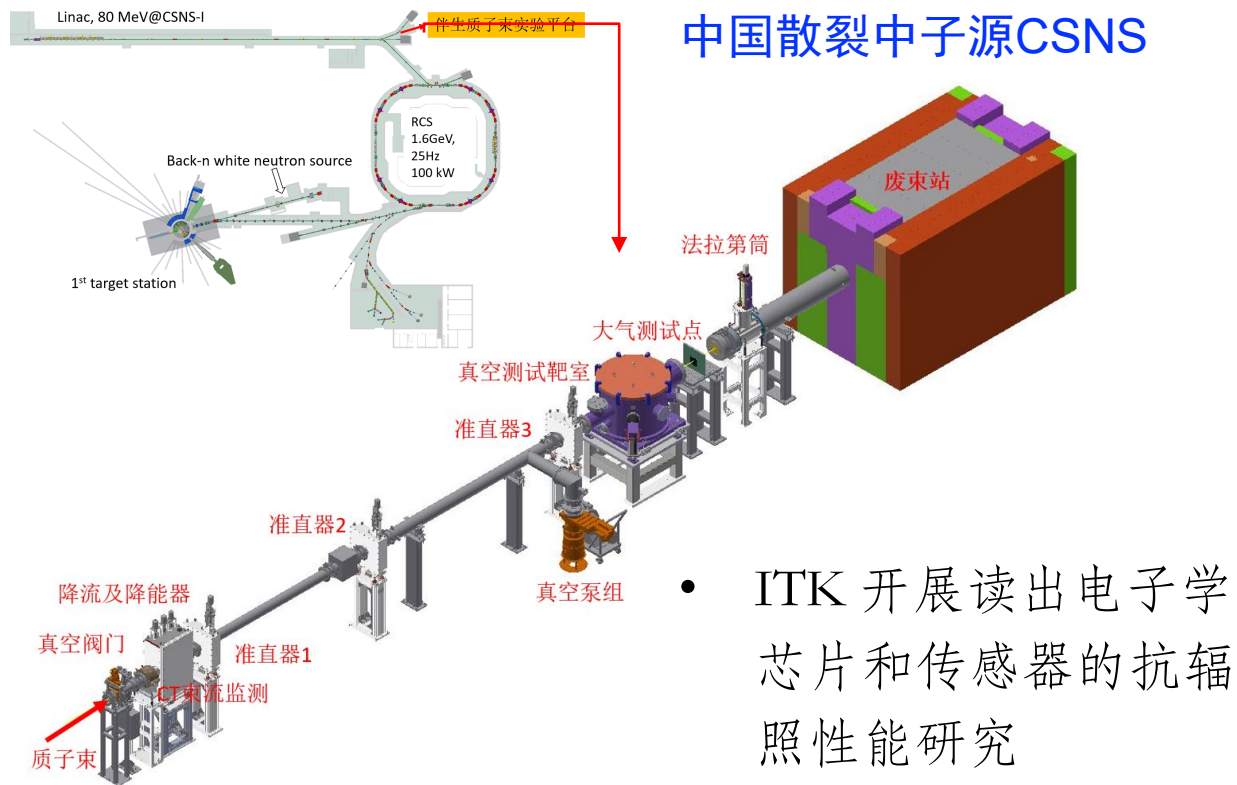 Linac, 80 MeV@CSNS-I
伴生质子束实验平台
中国散裂中子源CSNS
RCS
1.6GeV,
25Hz
100 kW
Back-n white neutron source
1st target station
废束站
法拉第筒
大气测试点
真空测试靶室
准直器3
准直器2
真空泵组
降流及降能器
真空阀门
准直器1
CT束流监测
质子束
• ITK 开展读出电子学
芯片和传感器的抗辐
照性能研究